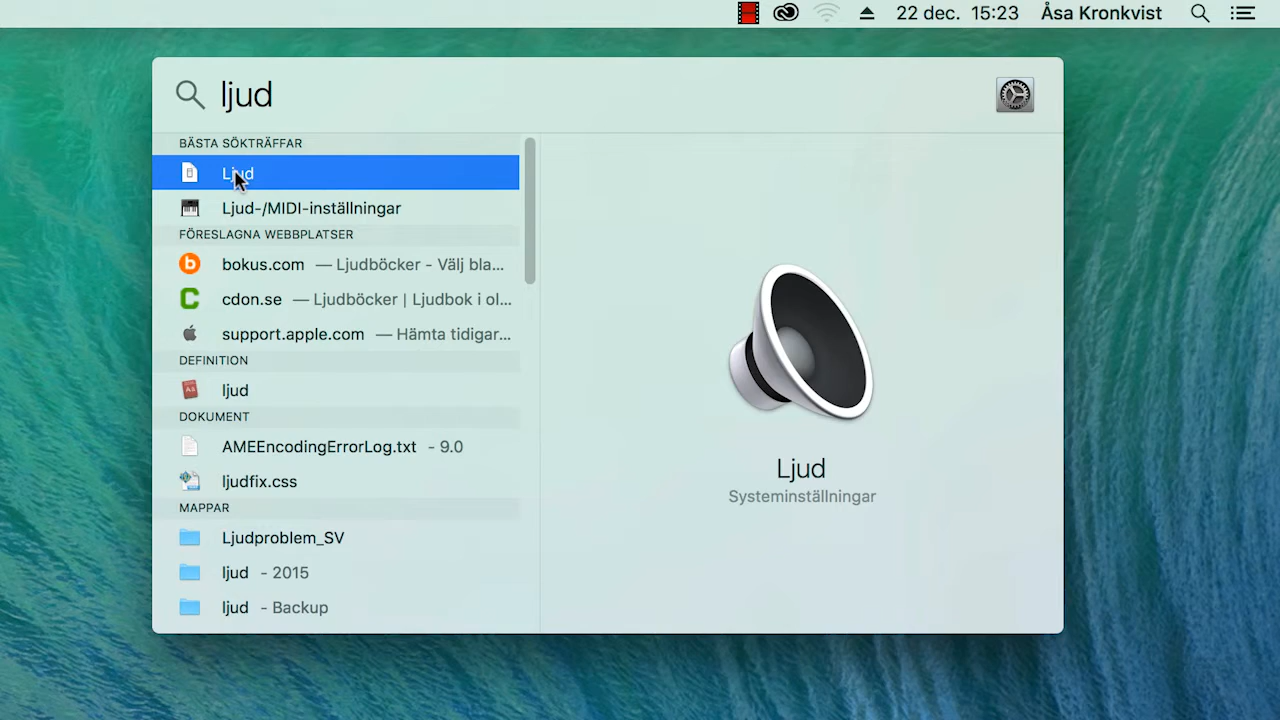 22 dec. 15:23 Åsa Kronkvist
ljud
BÄSTA SÖKTRÄFFAR
Ljud
Ljud-/MIDI-inställningar
FÖRESLAGNA WEBBPLATSER
bokus.com — Ljudböcker - Välj bla...
cdon.se — Ljudböcker | Ljudbok i ol...
support.apple.com — Hämta tidigar...
DEFINITION
ljud
DOKUMENT
AMEEncodingErrorLog.txt - 9.0
ljudfix.css
MAPPAR
Ljudproblem_SV
ljud - 2015
ljud - Backup
Ljud
Systeminställningar